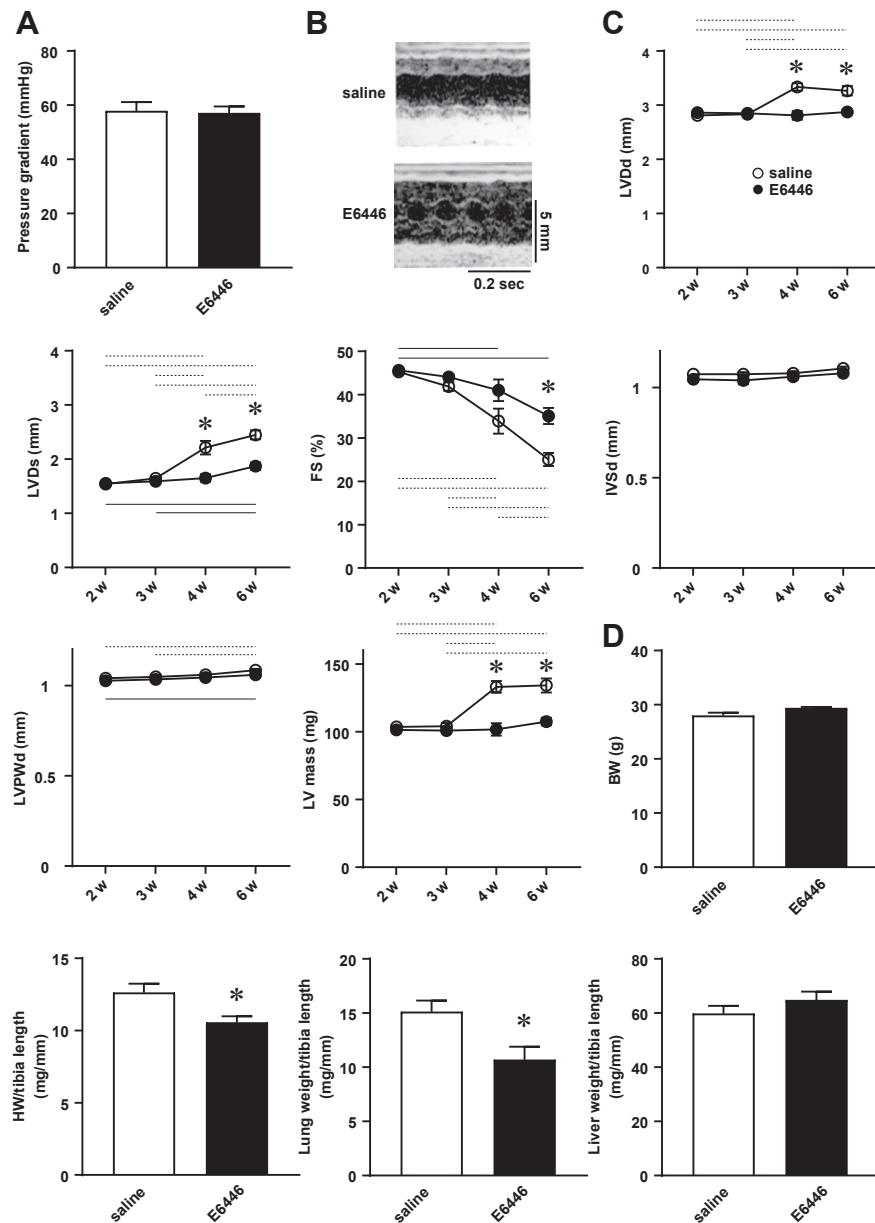 A
Pressure gradient (mmHg)
80
60
40
20
0
saline
E6446
B
saline
E6446
5 mm
0.2 sec
C
LVDd (mm)
4
3
2
1
0
*
*
saline
E6446
2 w
3 w
4 w
6 w
LVDs (mm)
4
3
2
1
0
*
*
2 w
3 w
4 w
6 w
FS (%)
50
40
30
20
10
0
*
2 w
3 w
4 w
6 w
IVSd (mm)
1
0.5
0
2 w
3 w
4 w
6 w
LVPWd (mm)
1
0.5
0
2 w
3 w
4 w
6 w
LV mass (mg)
150
100
50
0
*
*
2 w
3 w
4 w
6 w
D
BW (g)
40
30
20
10
0
saline
E6446
HW/tibia length
(mg/mm)
15
10
5
0
*
saline
E6446
Lung weight/tibia length
(mg/mm)
20
15
10
5
0
*
saline
E6446
Liver weight/tibia length
(mg/mm)
80
60
40
20
0
saline
E6446